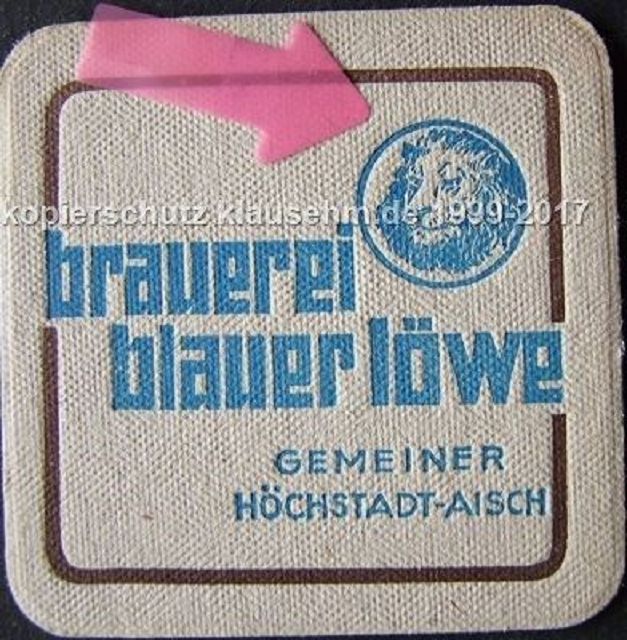 kopierschutz.klausehm.de 1999-2017
brauerei
blauer löwe
GEMEINER
HÖCHSTADT-AISCH